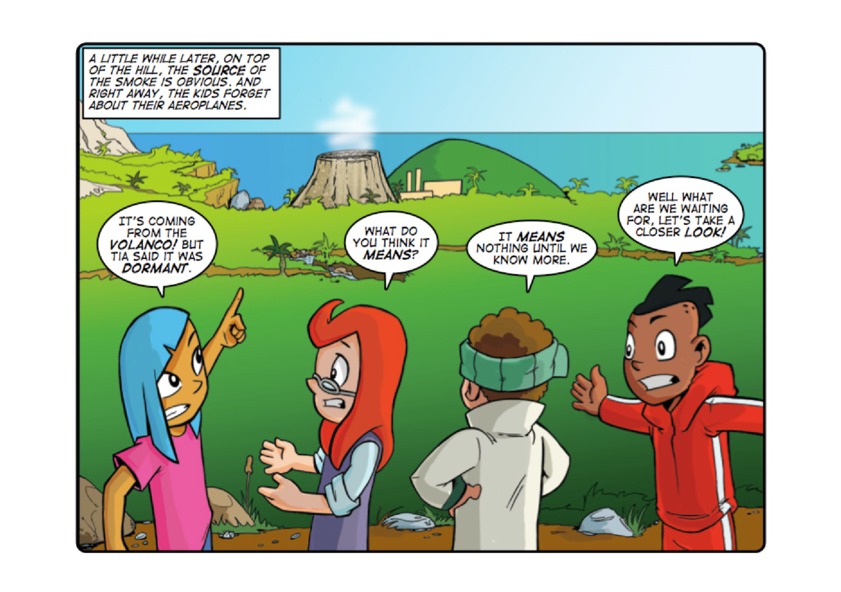 A LITTLE WHILE LATER, ON TOP
OF THE HILL, THE SOURCE OF
THE SMOKE IS OBVIOUS. AND
RIGHT AWAY, THE KIDS FORGET
ABOUT THEIR AEROPLANES.
IT'S COMING
FROM THE
VOLANCO! BUT
TIA SAID IT WAS
DORMANT.
WHAT DO
YOU THINK IT
MEANS?
IT MEANS
NOTHING UNTIL WE
KNOW MORE.
WELL WHAT
ARE WE WAITING
FOR, LET'S TAKE A
CLOSER LOOK!